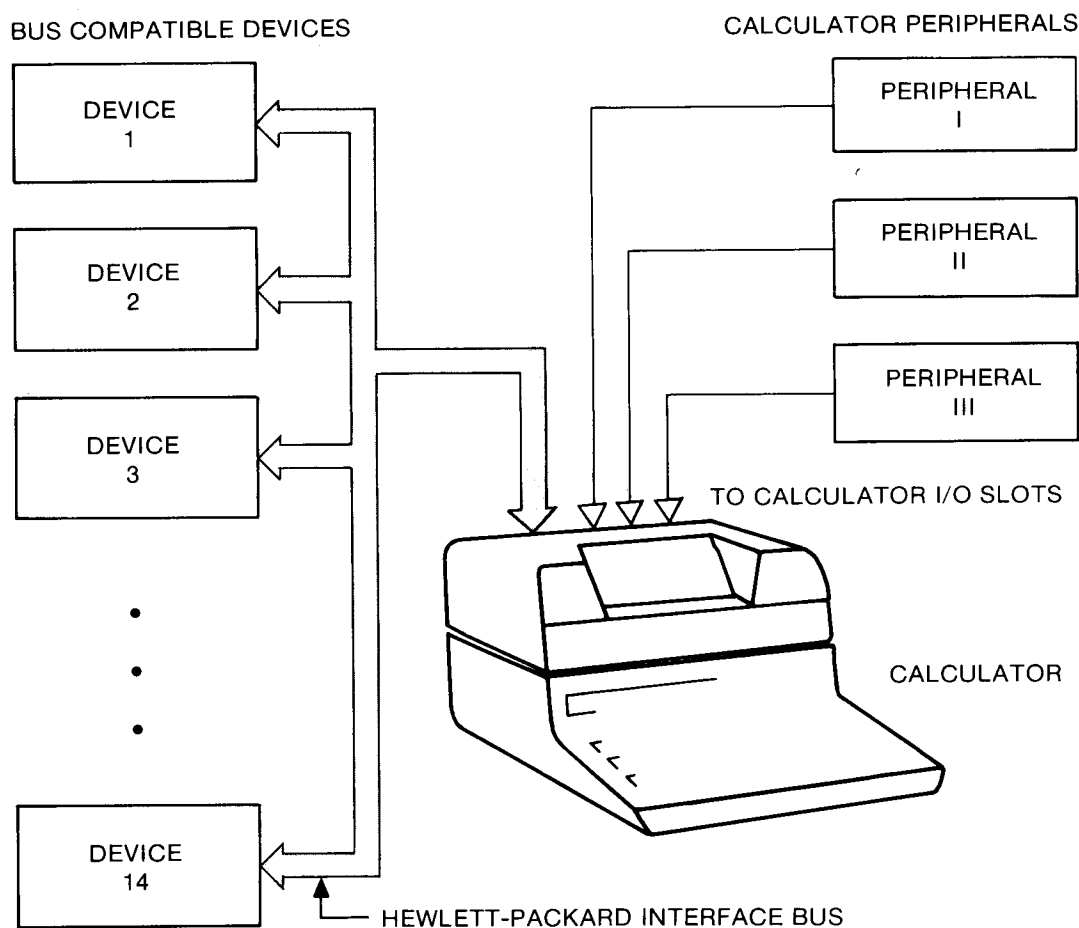 BUS COMPATIBLE DEVICES
CALCULATOR PERIPHERALS
DEVICE
1
DEVICE
2
DEVICE
3
DEVICE
14
PERIPHERAL
I
PERIPHERAL
II
PERIPHERAL
III
TO CALCULATOR I/O SLOTS
CALCULATOR
HEWLETT-PACKARD INTERFACE BUS